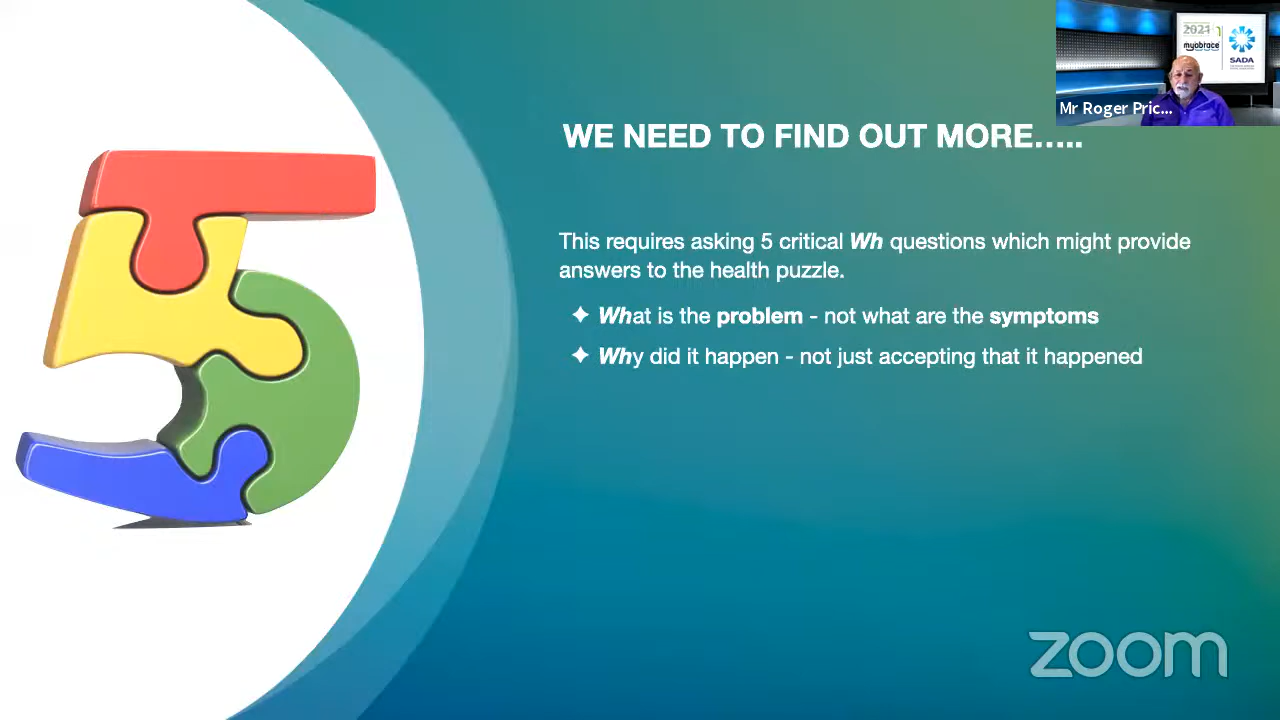 2021
myobrace
SADA
Mr Roger Pric...
WE NEED TO FIND OUT MORE.....
This requires asking 5 critical Wh questions which might provide
answers to the health puzzle.
✦ What is the problem - not what are the symptoms
✦ Why did it happen - not just accepting that it happened
5
zoom